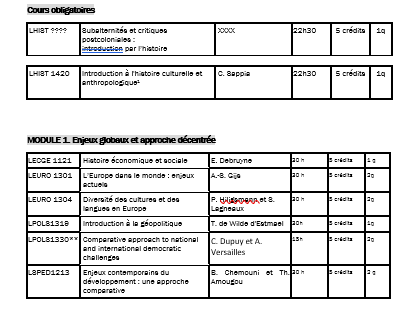 Cours obligatoires
LHIST ???? Subalternités et critiques XXXX 22h30 5 crédits 1q
postcoloniales :
introduction par l'histoire
LHIST 1420 Introduction à l'histoire culturelle et C. Sappia 22h30 5 crédits 1q
anthropologique¹
MODULE 1. Enjeux globaux et approche décentrée
LECGE 1121 Histoire économique et sociale E. Debruyne 30 h 5 crédits 1 q
LEURO 1301 L'Europe dans le monde : enjeux A.-S. Gijs 30 h 5 crédits 2q
actuels
LEURO 1304 Diversité des cultures et des P. Hiligsmann et S. 30 h 5 crédits 2q
langues en Europe Lagneaux
LPOLS1319 Introduction à la géopolitique T. de Wilde d'Estmael 30 h 5 crédits 1q
LPOLS1330** Comparative approach to national C. Dupuy et A. 15h 5 crédits 2q
and international democratic Versailles
challenges
LSPED1213 Enjeux contemporains du B. Chemouni et Th. 30 h 5 crédits 2 q
développement : une approche Amougou
comparative